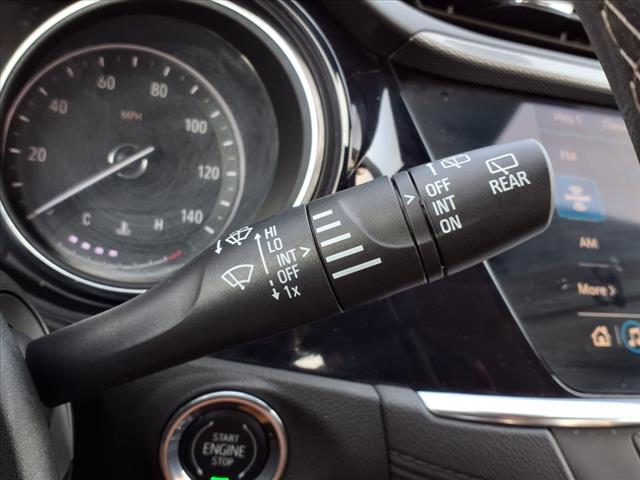 20
40
60
80
100
120
140
MPH
C
H
HI
LO
INT
OFF
1x
OFF
INT
ON
REAR
START
ENGINE
STOP
FM
AM
More >